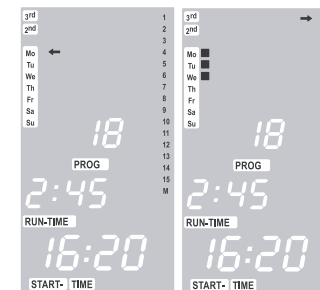 3rd
2nd
Mo
Tu
We
Th
Fr
Sa
Su
1
2
3
4
5
6
7
8
9
10
11
12
13
14
15
M
18
PROG
2:45
RUN-TIME
16:20
START- TIME
3rd
2nd
Mo
Tu
We
Th
Fr
Sa
Su
18
PROG
2:45
RUN-TIME
16:20
START- TIME